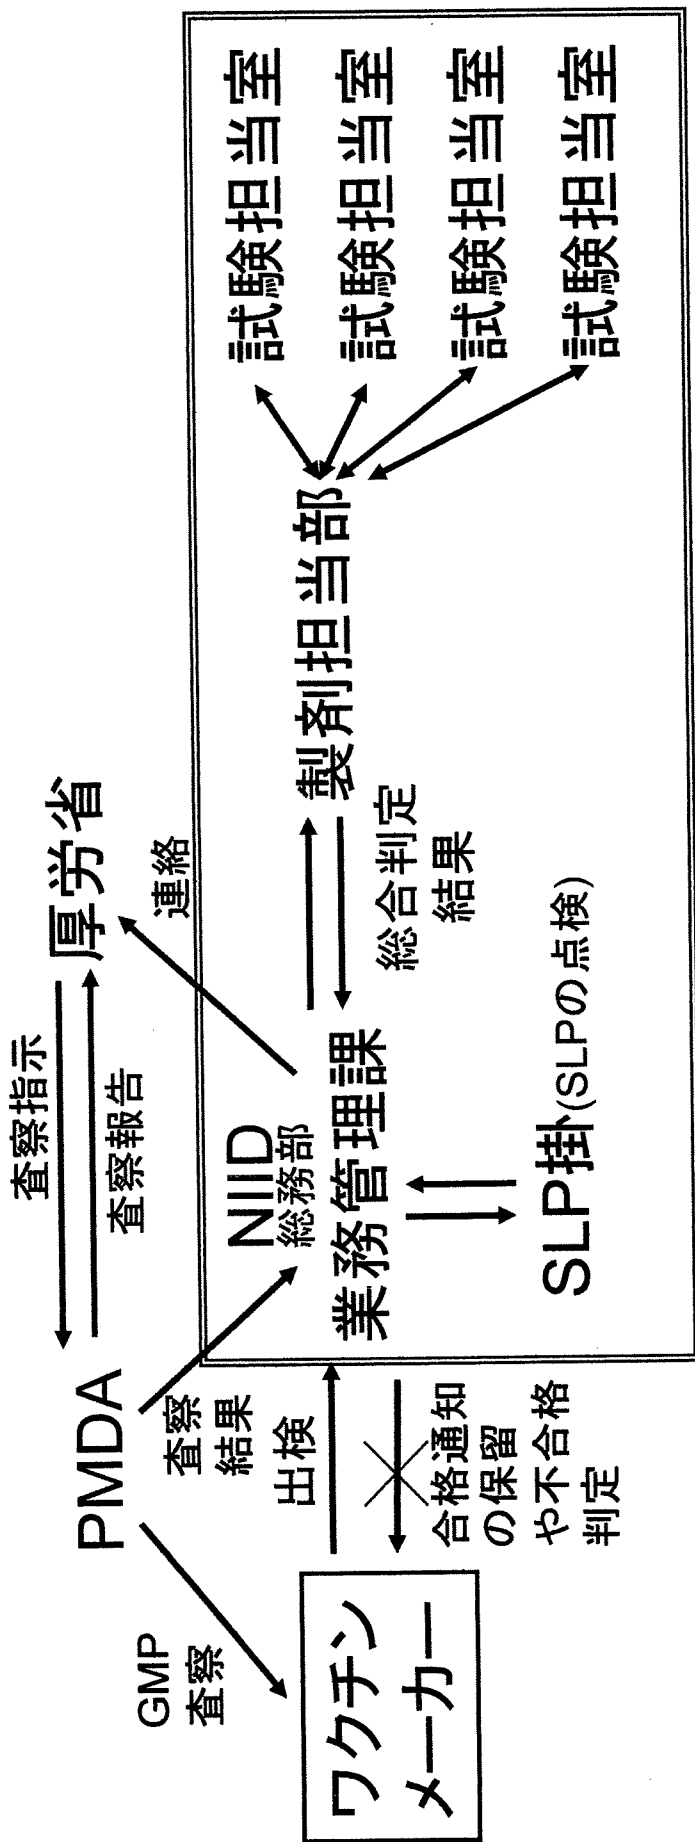 査察指示
厚労省
PMDA
査察報告
連絡
GMP
査察
査察
結果
NIID
総務部
出検
業務管理課
製剤担当部
試験担当室
試験担当室
試験担当室
試験担当室
ワクチン
メーカー
合格通知
の保留
や不合格
判定
総合判定
結果
SLP掛(SLPの点検)